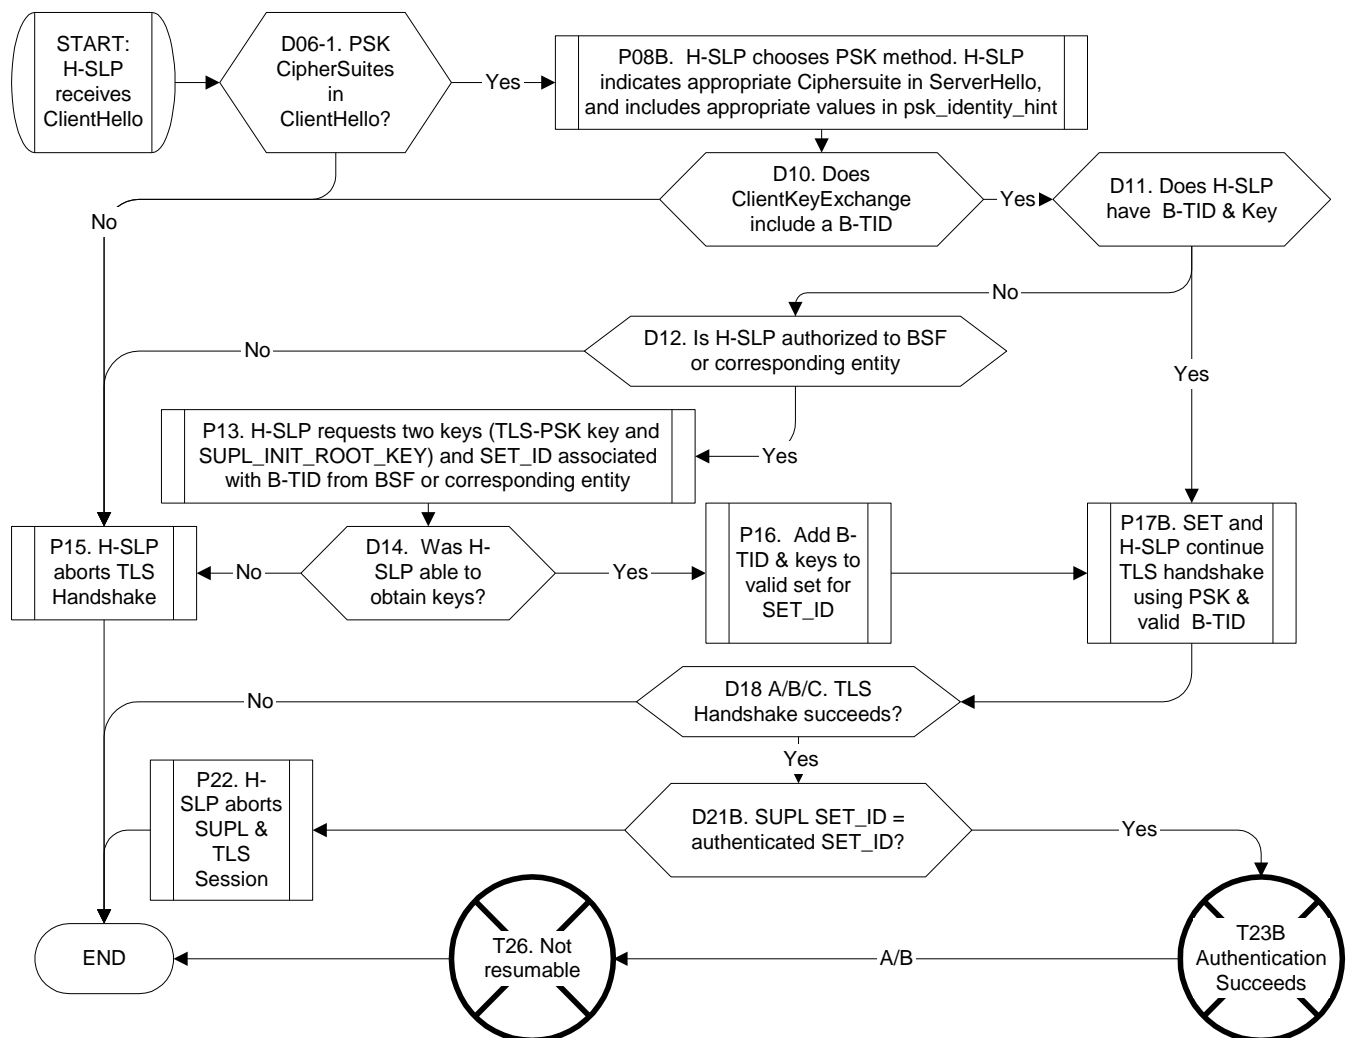 START:
H-SLP
receives
ClientHello
D06-1. PSK
CipherSuites
in
ClientHello?
Yes
P08B.  H-SLP chooses PSK method. H-SLP
indicates appropriate Ciphersuite in ServerHello,
and includes appropriate values in psk_identity_hint
D10. Does
ClientKeyExchange
include a B-TID
Yes
D11. Does H-SLP
have  B-TID & Key
No
No
D12. Is H-SLP authorized to BSF
or corresponding entity
No
Yes
P13. H-SLP requests two keys (TLS-PSK key and
SUPL_INIT_ROOT_KEY) and SET_ID associated
with B-TID from BSF or corresponding entity
Yes
P15. H-SLP
aborts TLS
Handshake
No
D14.  Was H-
SLP able to
obtain keys?
Yes
P16.  Add B-
TID & keys to
valid set for
SET_ID
P17B. SET and
H-SLP continue
TLS handshake
using PSK &
valid  B-TID
D18 A/B/C. TLS
Handshake succeeds?
No
Yes
P22. H-
SLP aborts
SUPL &
TLS
Session
D21B. SUPL SET_ID =
authenticated SET_ID?
Yes
END
T26. Not
resumable
A/B
T23B
Authentication
Succeeds